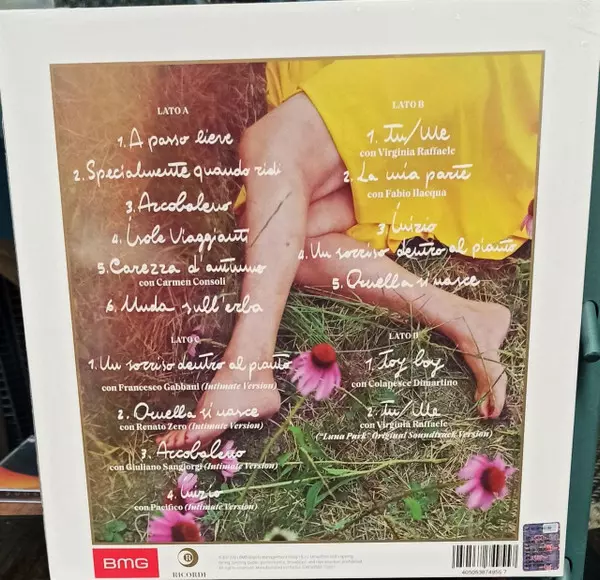 LATO A
1. A passo lieve
2. Specialmente quando ridi
3. Arcobaleno
4. Isole Viaggianti
5. Carezza d'autunno
con Carmen Consoli
6. Nuda sull'erba
LATO B
1. Tu/Me
con Virginia Raffaele
2. La mia parte
con Fabio Ilacqua
3. Inizio
4. Un sorriso dentro al pianto
5. Ornella si nasce
LATO C
1. Un sorriso dentro al pianto
con Francesco Gabbani (Intimate Version)
2. Ornella si nasce
con Renato Zero (Intimate Version)
3. Arcobaleno
con Giuliano Sangiorgi (Intimate Version)
4. Inizio
con Pacifico (Intimate Version)
LATO D
1. Toy boy
con Colapesce Dimartino
2. Tu/Me
con Virginia Raffaele
("Luna Park" Original Soundtrack Version)
BMG
R
RICORDI